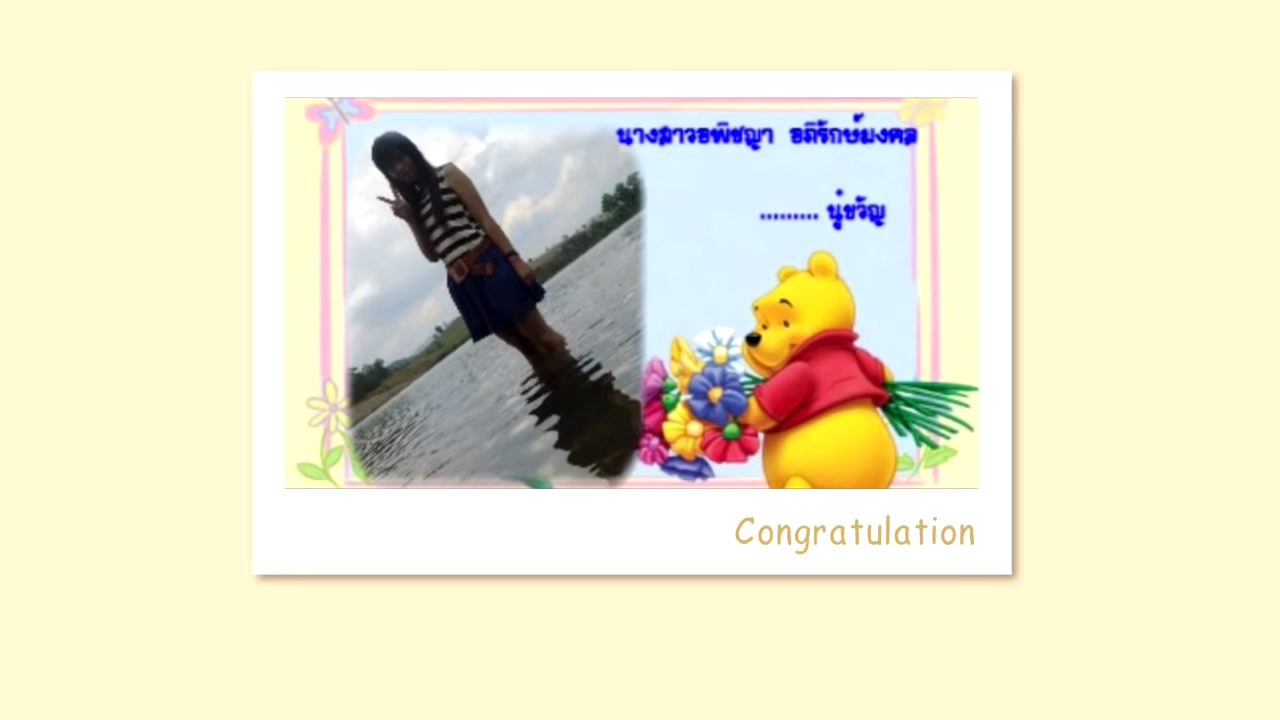 นางสาวอพิชญา อภิรักษ์มงคล
......... นู๋ขวัญ
Congratulation